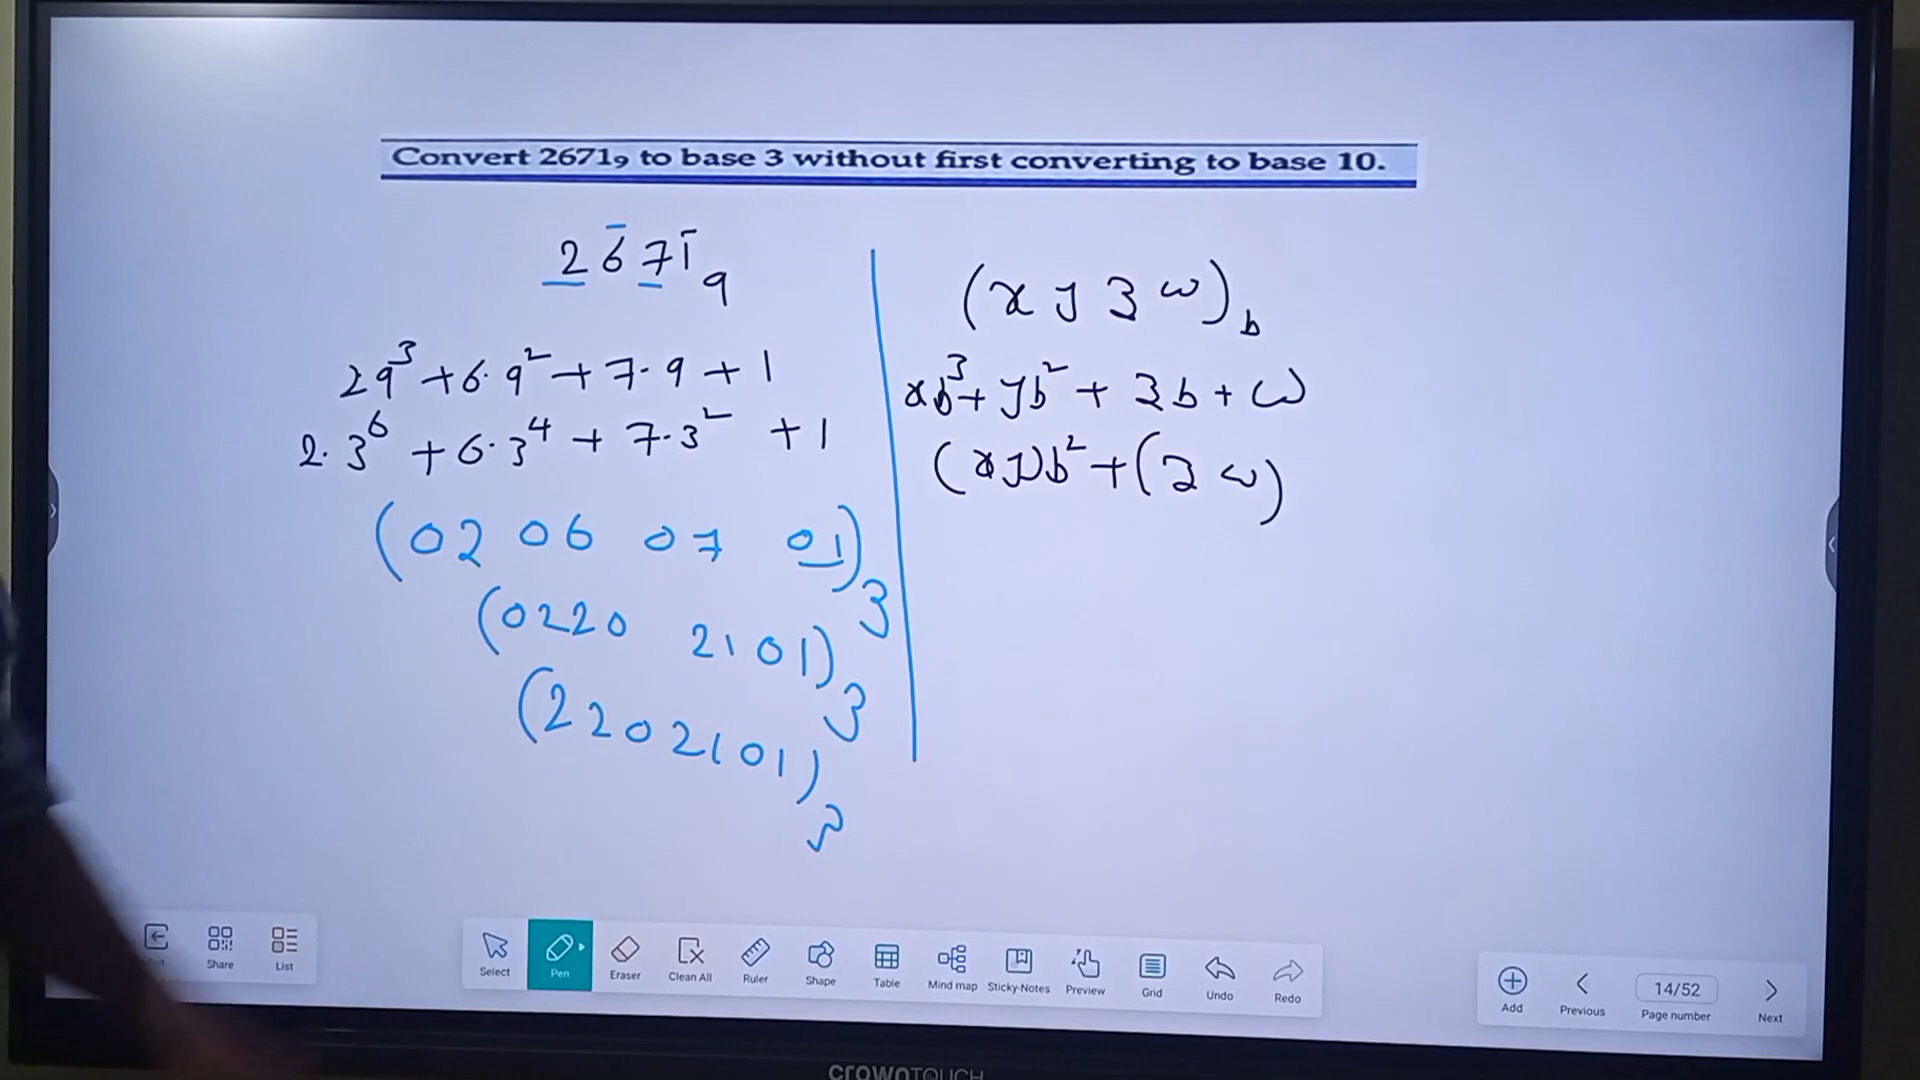 Convert 2671₉ to base 3 without first converting to base 10.
2671₉
2 9³ + 6·9² + 7·9 + 1
2·3⁶ + 6·3⁴ + 7·3² + 1
(02 06 07 01)₃
(0220 2101)₃
(2202101)₃
(x y z w)_b
xb³ + yb² + zb + w
(xy)b² + (z w)
Share
List
Select
Pen
Eraser
Clean All
Ruler
Shape
Table
Mind map
Sticky-Notes
Preview
Grid
Undo
Redo
Add
Previous
14/52
Page number
Next
CROWNTOUCH